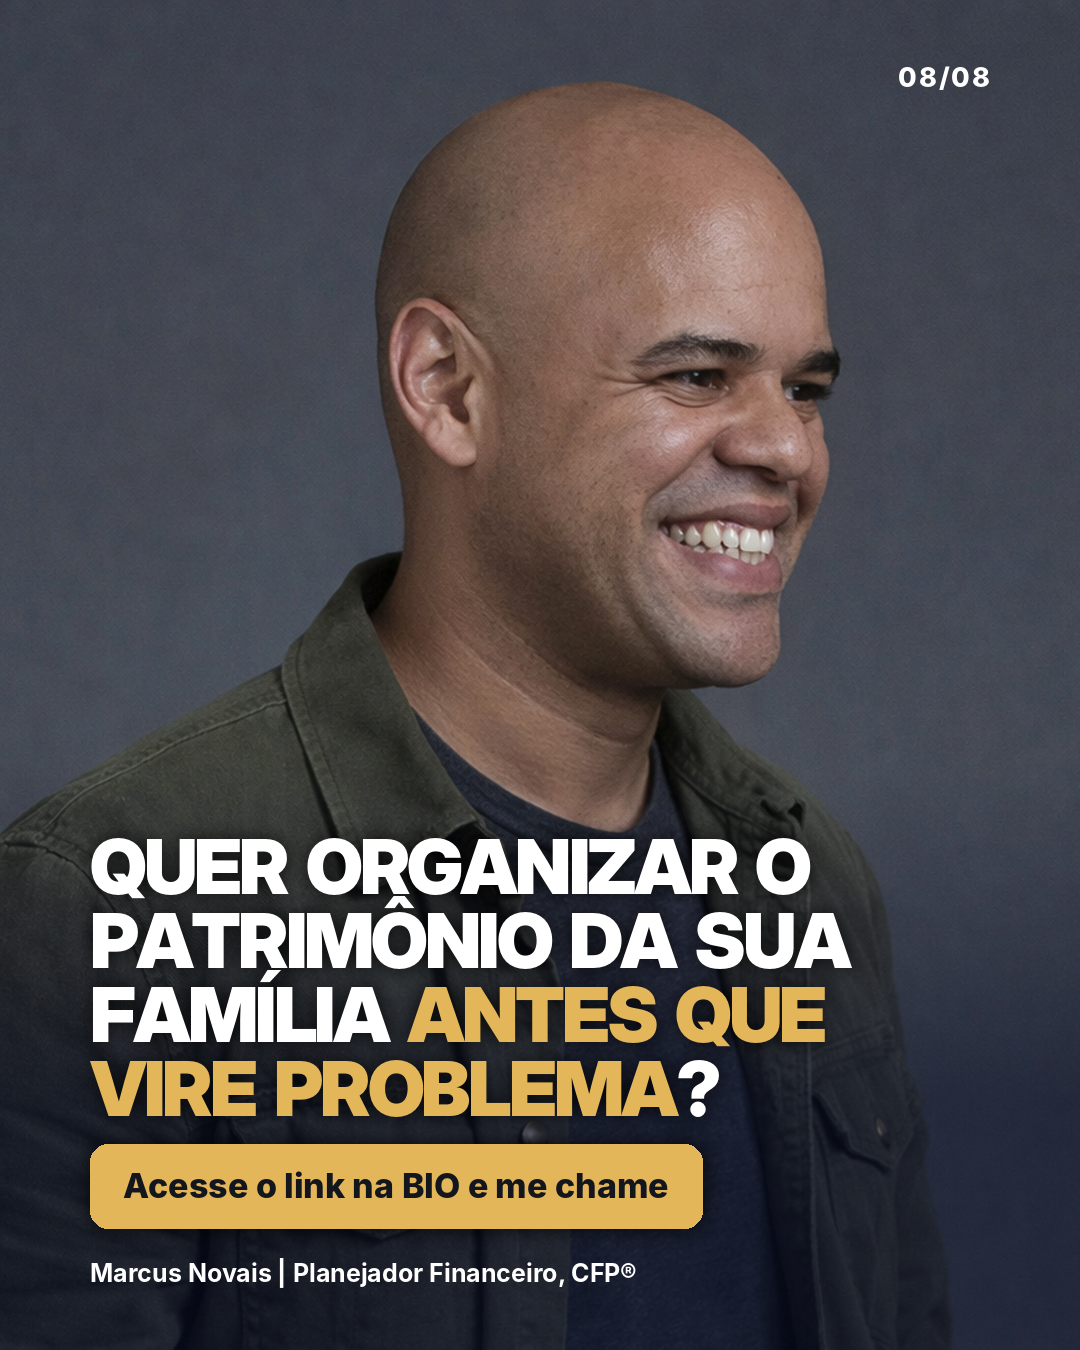 08/08
QUER ORGANIZAR O
PATRIMÔNIO DA SUA
FAMÍLIA ANTES QUE
VIRE PROBLEMA?
Acesse o link na BIO e me chame
Marcus Novais | Planejador Financeiro, CFP®